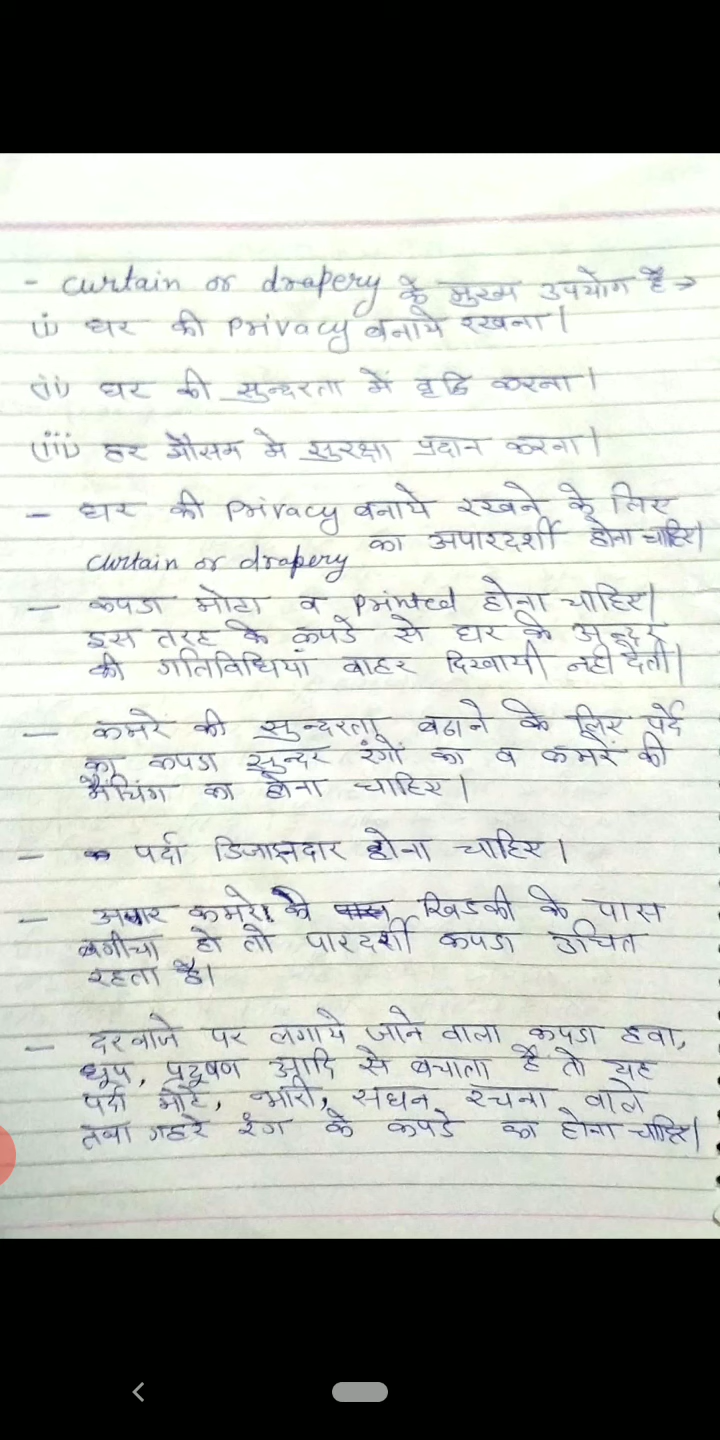 - Curtain or drapery के मुख्य उपयोग है →
(i) घर की Privacy बनाये रखना।
(ii) घर की सुन्दरता में वृद्धि करना।
(iii) हर मौसम मे सुरक्षा प्रदान करना।
- घर की Privacy बनाये रखने के लिए
curtain or drapery का अपारदर्शी होना चाहिए।
- कपडा मोटा व Printed होना चाहिए।
इस तरह के कपडे से घर के अन्दर
की गतिविधियां बाहर दिखायी नही देती।
- कमरे की सुन्दरता बढाने के लिए पर्दे
का कपडा सुन्दर रंगों का व कमरें की
मैंचिंग का होना चाहिए।
- पर्दा डिजाइनदार होना चाहिए।
- अगर कमरे के खिडकी के पास
बगीचा हो तो पारदर्शी कपडा उचित
रहता है।
- दरवाजे पर लगाये जाने वाला कपडा हवा,
धूप, प्रदूषण आदि से बचाता है तो यह
पर्दा मोटे, भारी, सघन रचना वाले
तथा गहरे रंग के कपडे का होना चाहिए।